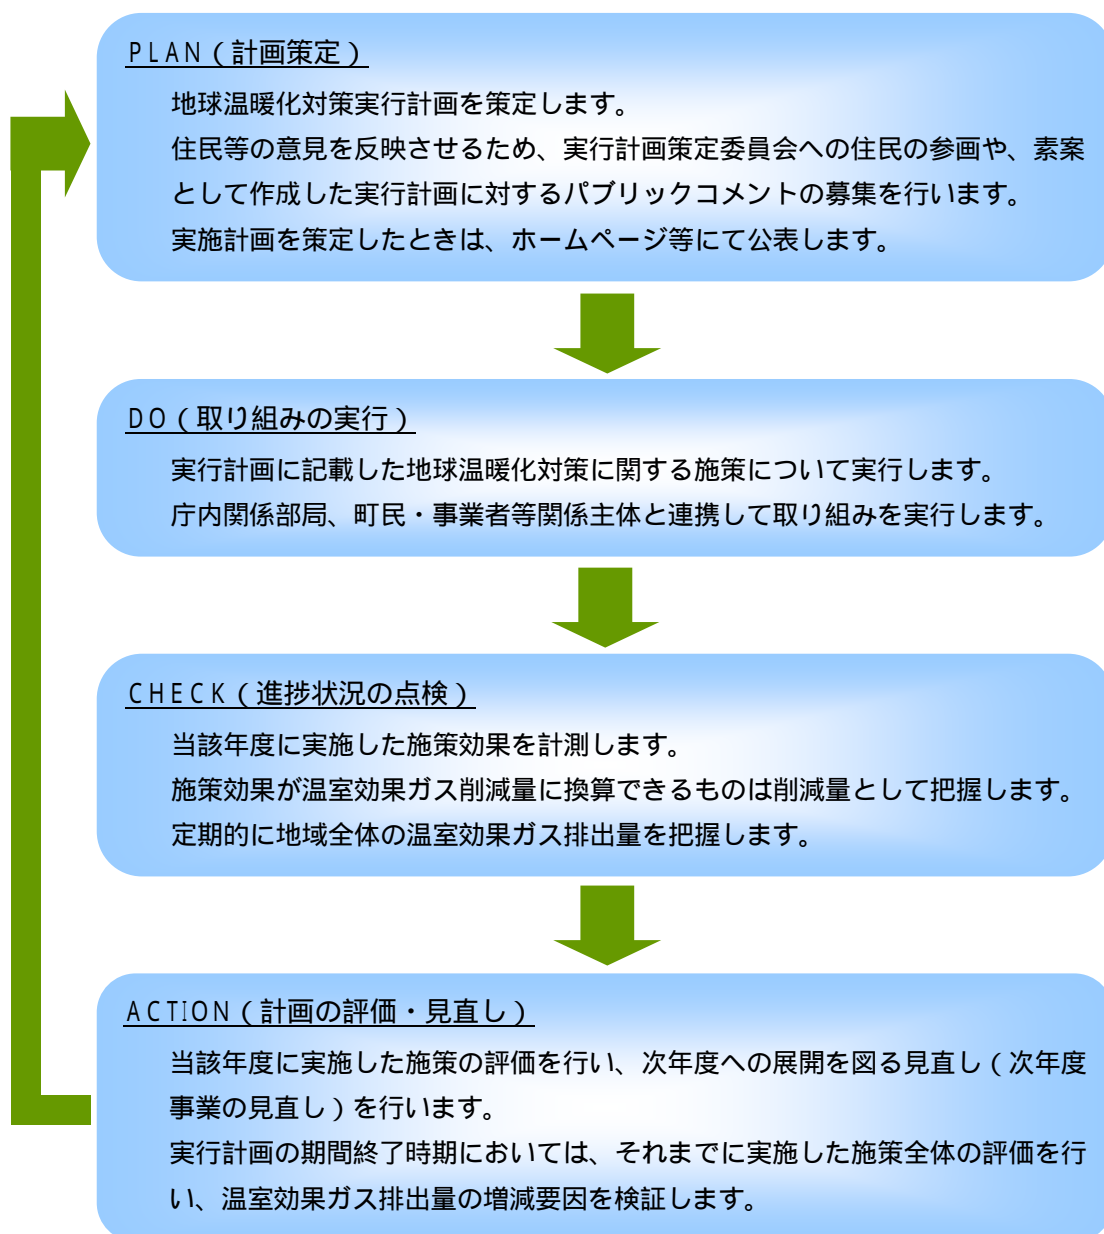 PLAN(計画策定)
地球温暖化対策実行計画を策定します。
住民等の意見を反映させるため、実行計画策定委員会への住民の参画や、素案
として作成した実行計画に対するパブリックコメントの募集を行います。
実施計画を策定したときは、ホームページ等にて公表します。
DO(取り組みの実行)
実行計画に記載した地球温暖化対策に関する施策について実行します。
庁内関係部局、町民・事業者等関係主体と連携して取り組みを実行します。
CHECK(進捗状況の点検)
当該年度に実施した施策効果を計測します。
施策効果が温室効果ガス削減量に換算できるものは削減量として把握します。
定期的に地域全体の温室効果ガス排出量を把握します。
ACTION(計画の評価・見直し)
当該年度に実施した施策の評価を行い、次年度への展開を図る見直し(次年度
事業の見直し)を行います。
実行計画の期間終了時期においては、それまでに実施した施策全体の評価を行
い、温室効果ガス排出量の増減要因を検証します。